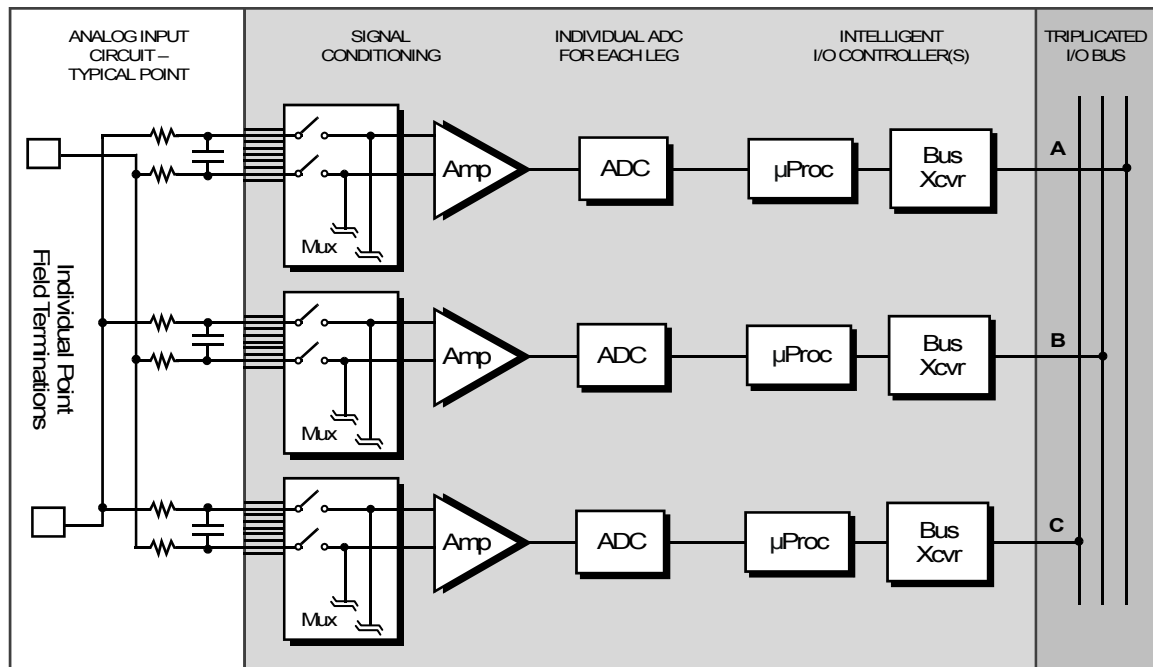 ANALOG INPUT
CIRCUIT –
TYPICAL POINT
SIGNAL
CONDITIONING
INDIVIDUAL ADC
FOR EACH LEG
INTELLIGENT
I/O CONTROLLER(S)
TRIPLICATED
I/O BUS
Individual Point
Field Terminations
Mux
Amp
ADC
µProc
Bus
Xcvr
A
Mux
Amp
ADC
µProc
Bus
Xcvr
B
Mux
Amp
ADC
µProc
Bus
Xcvr
C